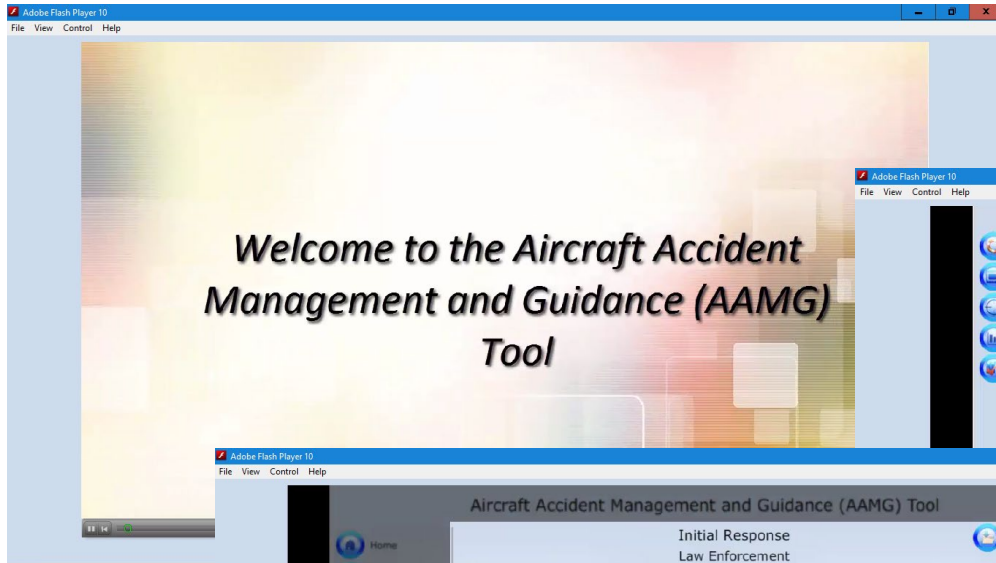 Adobe Flash Player 10
File View Control Help
Welcome to the Aircraft Accident
Management and Guidance (AAMG)
Tool
Adobe Flash Player 10
File View Control Help
Adobe Flash Player 10
File View Control Help
Aircraft Accident Management and Guidance (AAMG) Tool
Home
Initial Response
Law Enforcement